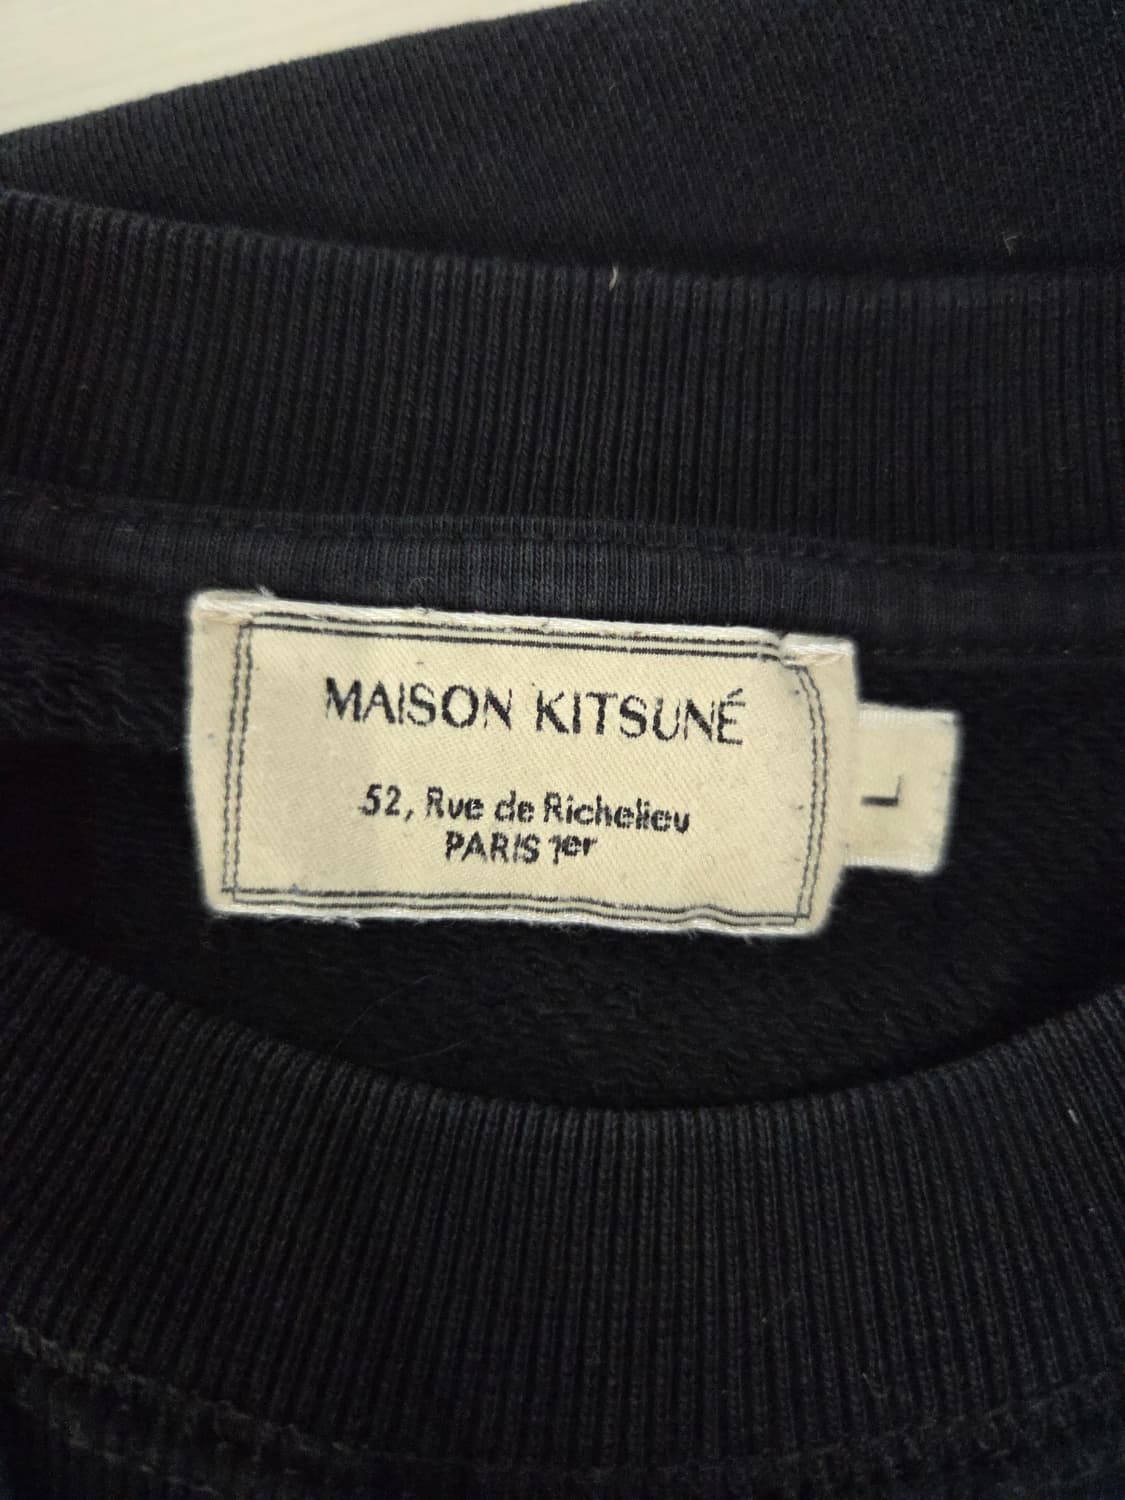 MAISON KITSUNÉ
52, Rue de Richelieu
PARIS 1er
L